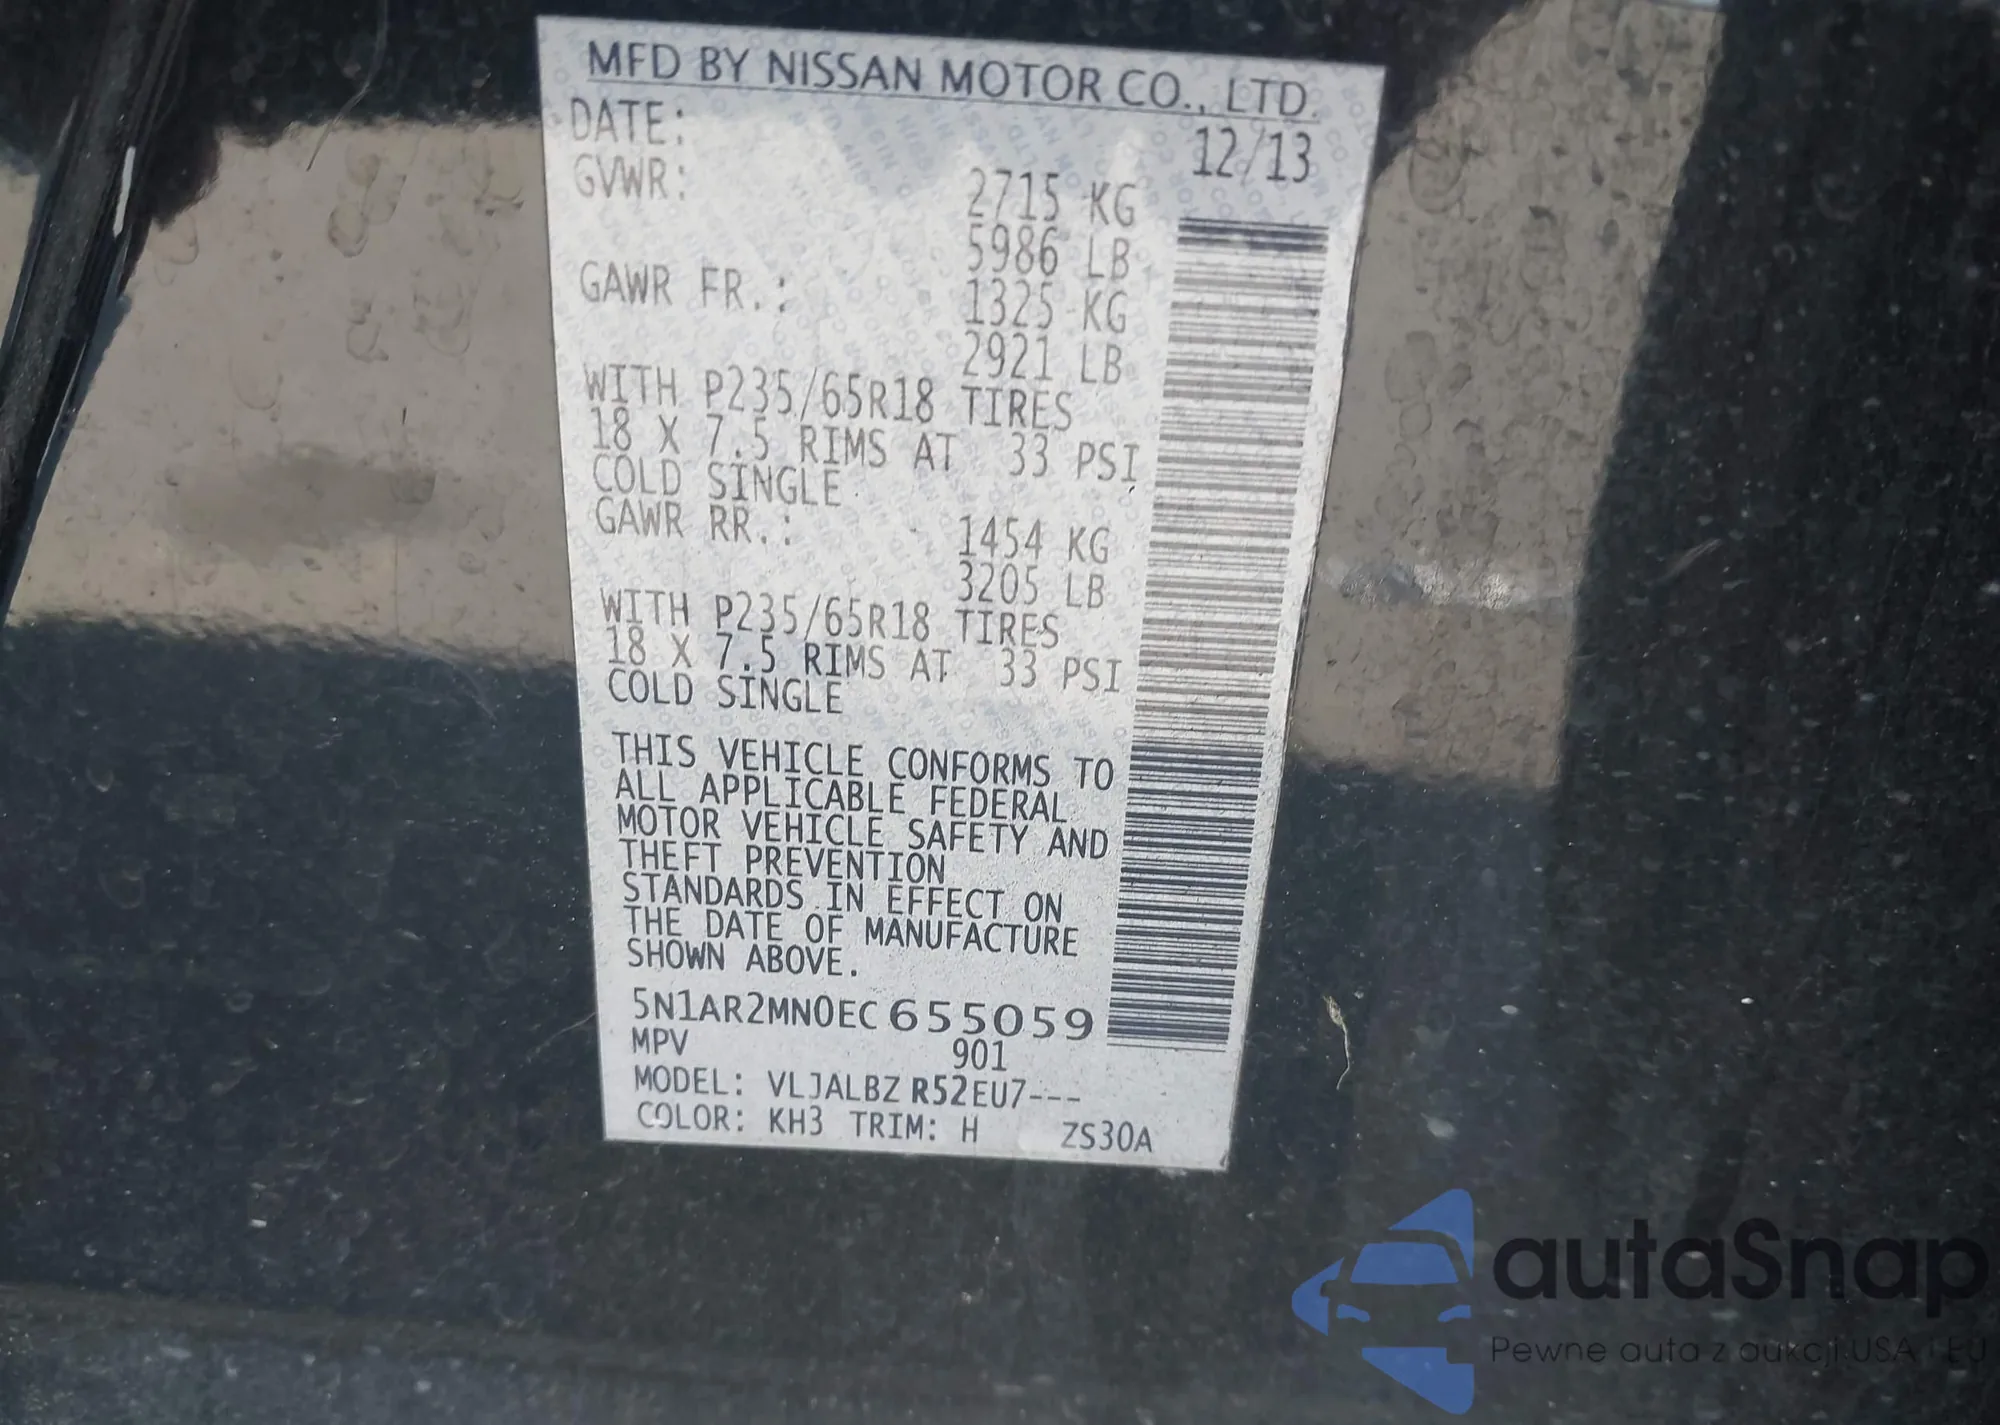 MFD BY NISSAN MOTOR CO., LTD.
DATE: 12/13
GVWR: 2715 KG
5986 LB
GAWR FR.: 1325 KG
2921 LB
WITH P235/65R18 TIRES
18 X 7.5 RIMS AT 33 PSI
COLD SINGLE
GAWR RR.: 1454 KG
3205 LB
WITH P235/65R18 TIRES
18 X 7.5 RIMS AT 33 PSI
COLD SINGLE
THIS VEHICLE CONFORMS TO
ALL APPLICABLE FEDERAL
MOTOR VEHICLE SAFETY AND
THEFT PREVENTION
STANDARDS IN EFFECT ON
THE DATE OF MANUFACTURE
SHOWN ABOVE.
5N1AR2MN0EC655059
MPV 901
MODEL: VLJALBZ R52EU7---
COLOR: KH3 TRIM: H ZS30A
autaSnap
Pewne auta z aukcji USA i EU